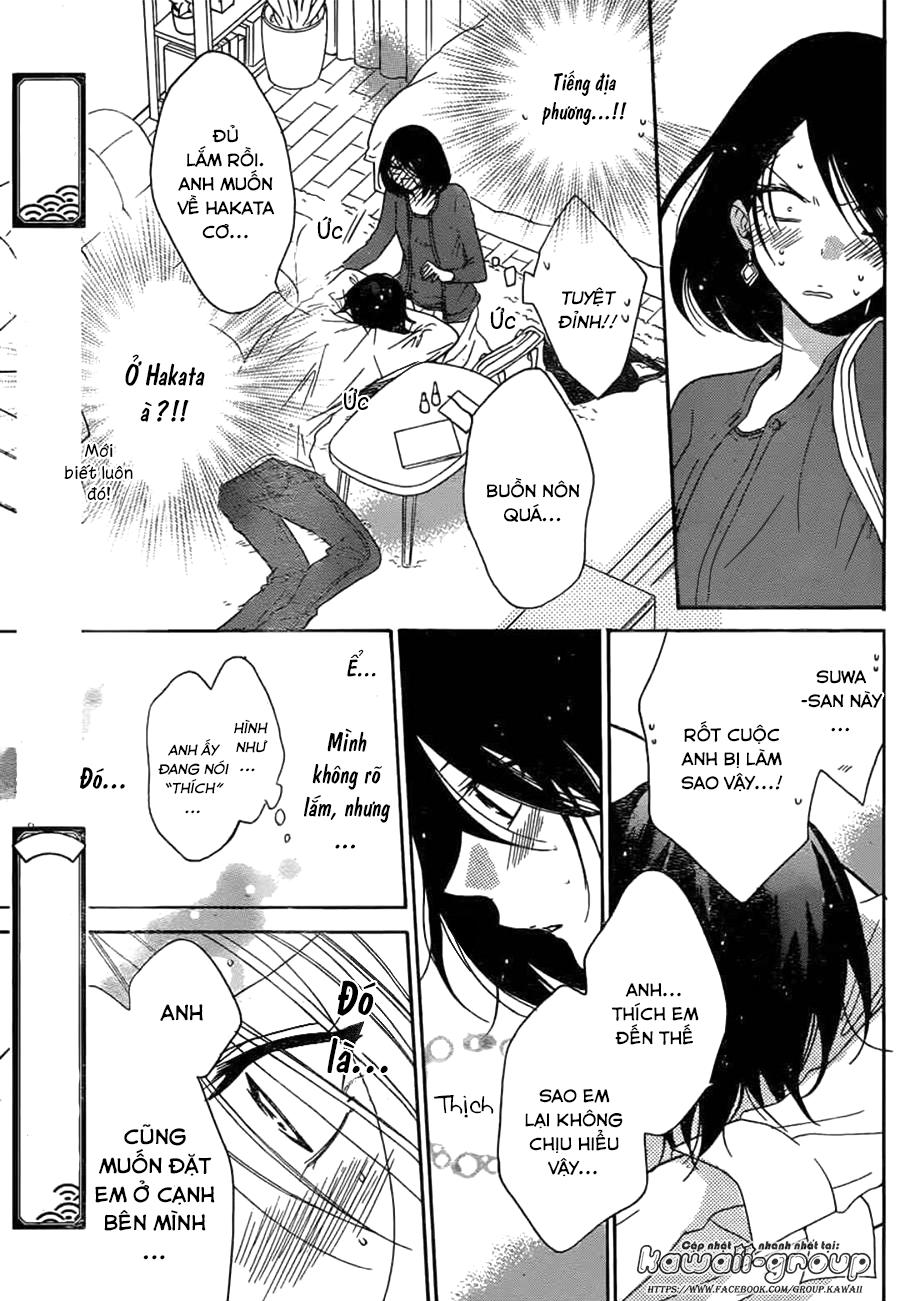 Tiếng địa
phương...!!
TUYỆT
ĐỈNH!!
ĐỦ
LẮM RỒI.
ANH MUỐN
VỀ HAKATA
CƠ...
Ức
Ức
Ức
Ở Hakata
à?!!
Mới
biết luôn
đó!
BUỒN NÔN
QUÁ...
SUWA
-SAN NÀY
...
RỐT CUỘC
ANH BỊ LÀM
SAO VẬY...!
ANH...
THÍCH EM
ĐẾN THẾ
SAO EM
LẠI KHÔNG
CHỊU HIỂU
VẬY...
Thịch
Ể...
Mình
không rõ
lắm, nhưng
...
HÌNH
NHƯ
...
ANH ẤY
ĐANG NÓI
“THÍCH”
...
Đó...
Đó
là...
ANH
CŨNG
MUỐN ĐẶT
EM Ở CẠNH
BÊN MÌNH
...
Cập nhật nhanh nhất tại:
kawaii-group
HTTPS://WWW.FACEBOOK.COM/GROUP.KAWAII